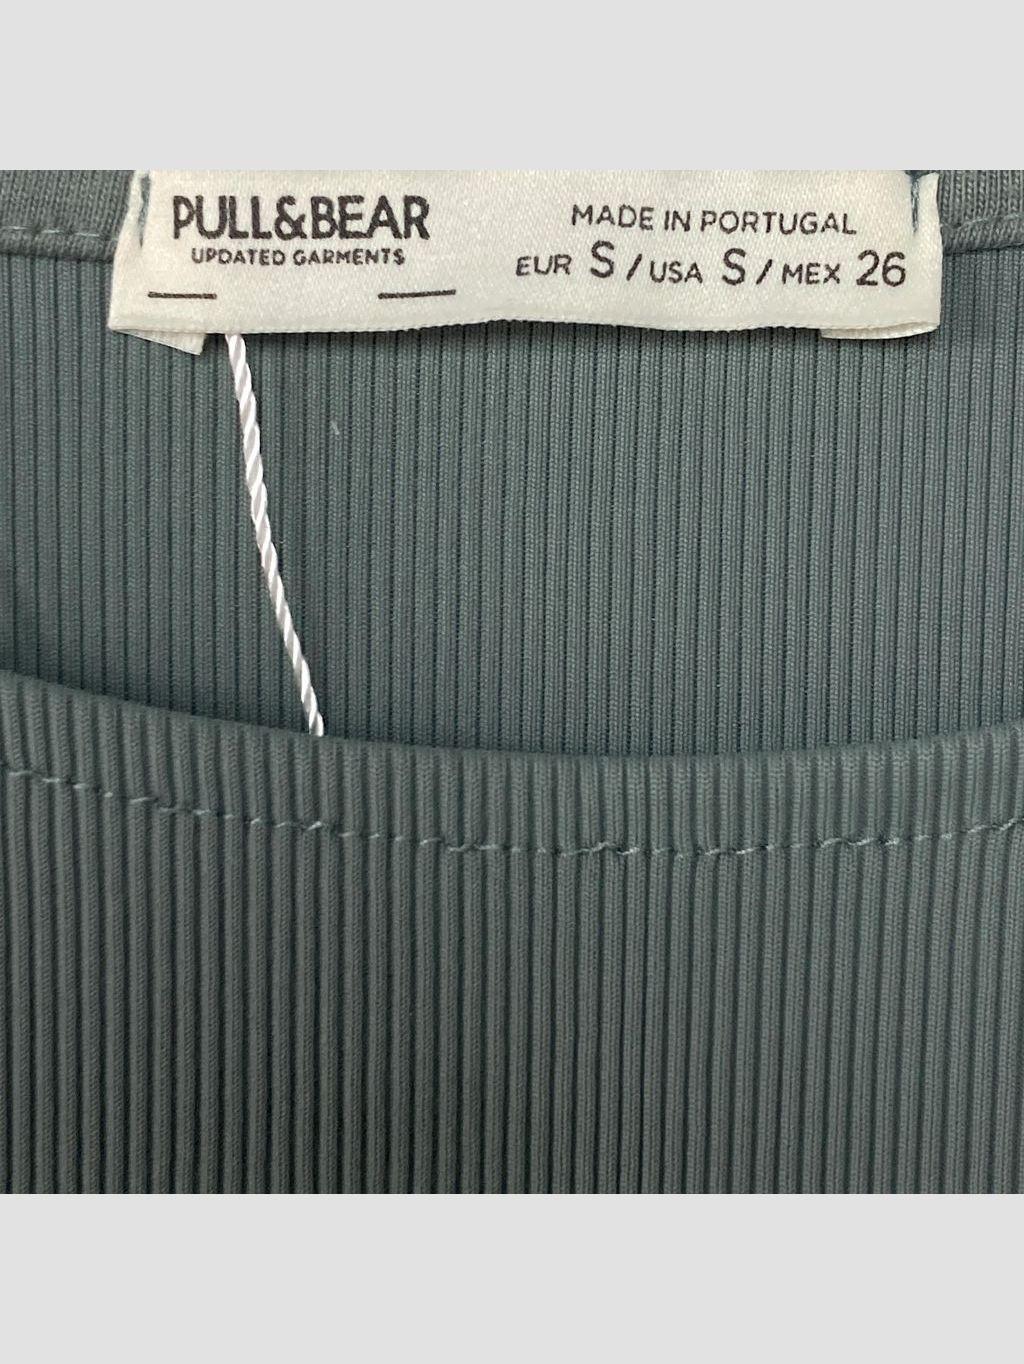 PULL&BEAR
UPDATED GARMENTS
MADE IN PORTUGAL
EUR S / USA S / MEX 26